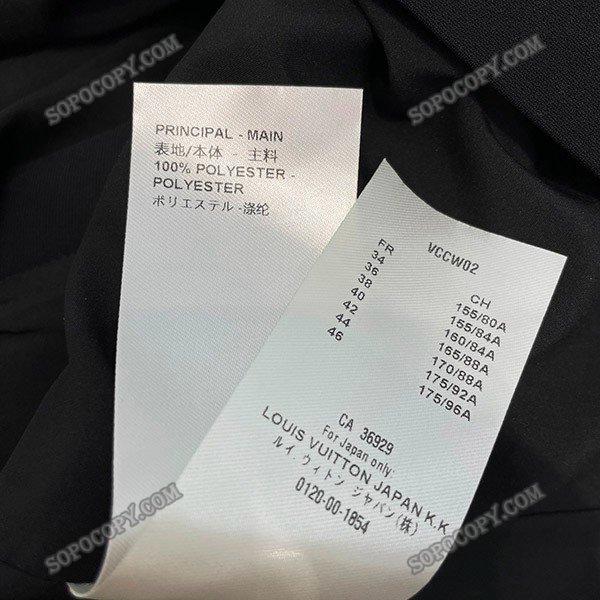 PRINCIPAL - MAIN
表地/本体 - 主料
100% POLYESTER -
POLYESTER
ポリエステル -涤纶
VCCW02
FR CH
34 155/80A
36 155/84A
38 160/84A
40 165/88A
42 170/88A
44 175/92A
46 175/96A
CA 36929
For Japan only:
LOUIS VUITTON JAPAN K.K
ルイ.ヴィトン ジャパン(株)
0120-00-1854
SOPOCOPY.COM
SOPOCOPY.COM
SOPOCOPY.COM
SOPOCOPY.COM
SOPOCOPY.COM